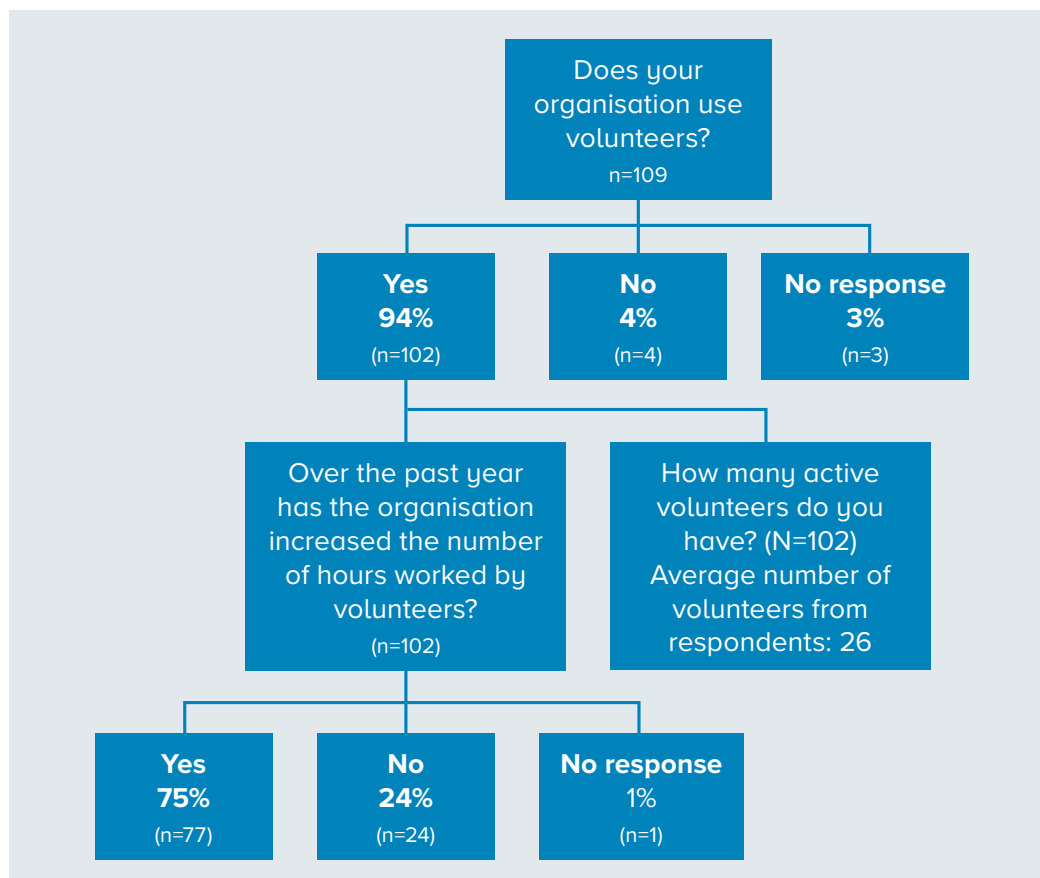 Does your
organisation use
volunteers?
n=109
Yes
94%
(n=102)
No
4%
(n=4)
No response
3%
(n=3)
Over the past year
has the organisation
increased the number
of hours worked by
volunteers?
(n=102)
How many active
volunteers do you
have? (N=102)
Average number of
volunteers from
respondents: 26
Yes
75%
(n=77)
No
24%
(n=24)
No response
1%
(n=1)